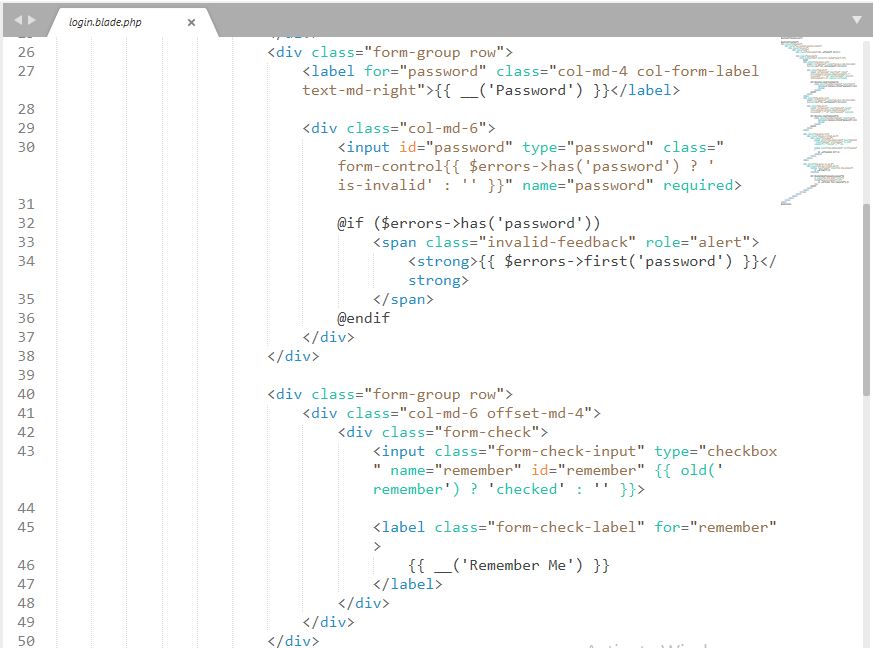 login.blade.php ×
26 <div class="form-group row">
27 <label for="password" class="col-md-4 col-form-label
text-md-right">{{ __('Password') }}</label>
28
29 <div class="col-md-6">
30 <input id="password" type="password" class="
form-control{{ $errors->has('password') ? '
is-invalid' : '' }}" name="password" required>
31
32 @if ($errors->has('password'))
33 <span class="invalid-feedback" role="alert">
34 <strong>{{ $errors->first('password') }}</
strong>
35 </span>
36 @endif
37 </div>
38 </div>
39
40 <div class="form-group row">
41 <div class="col-md-6 offset-md-4">
42 <div class="form-check">
43 <input class="form-check-input" type="checkbox
" name="remember" id="remember" {{ old('
remember') ? 'checked' : '' }}>
44
45 <label class="form-check-label" for="remember"
>
46 {{ __('Remember Me') }}
47 </label>
48 </div>
49 </div>
50 </div>